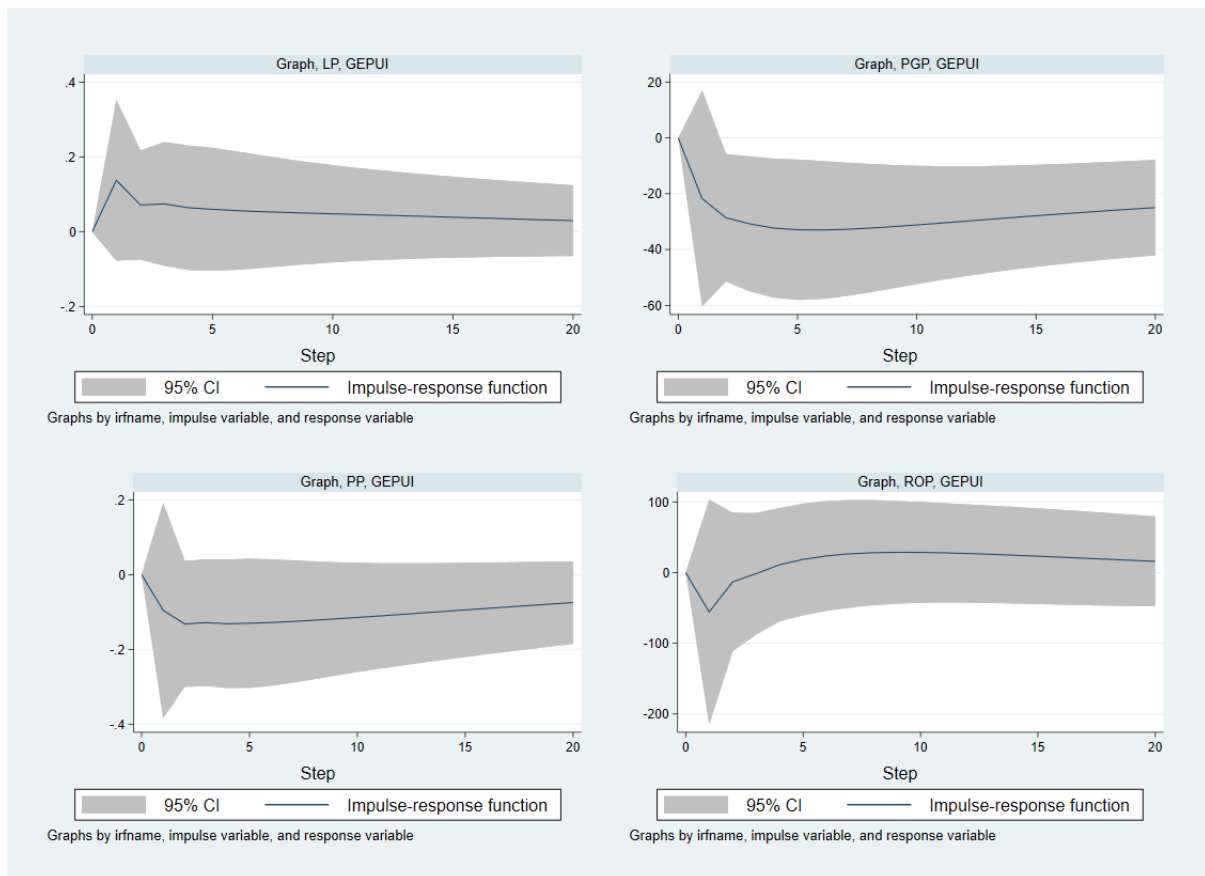 Graph, LP, GEPUI
.4
.2
0
-.2
0 5 10 15 20
Step
95% CI Impulse-response function
Graphs by irfname, impulse variable, and response variable
Graph, PGP, GEPUI
20
0
-20
-40
-60
0 5 10 15 20
Step
95% CI Impulse-response function
Graphs by irfname, impulse variable, and response variable
Graph, PP, GEPUI
.2
0
-.2
-.4
0 5 10 15 20
Step
95% CI Impulse-response function
Graphs by irfname, impulse variable, and response variable
Graph, ROP, GEPUI
100
0
-100
-200
0 5 10 15 20
Step
95% CI Impulse-response function
Graphs by irfname, impulse variable, and response variable